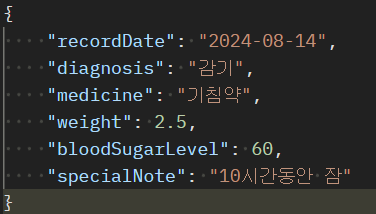 {
    "recordDate": "2024-08-14",
    "diagnosis": "감기",
    "medicine": "기침약",
    "weight": 2.5,
    "bloodSugarLevel": 60,
    "specialNote": "10시간동안 잠"
}